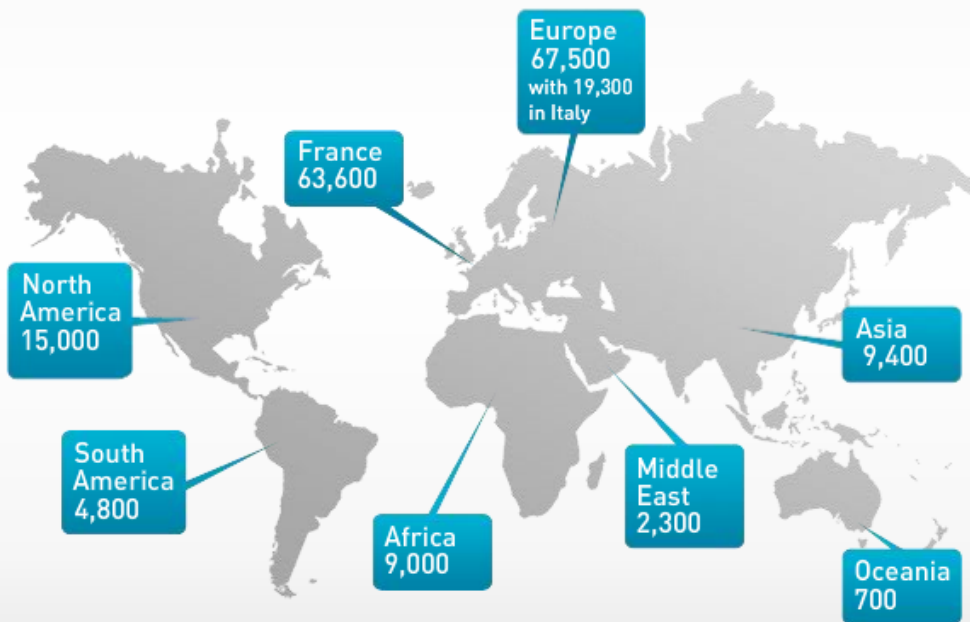 Europe
67,500
with 19,300
in Italy
France
63,600
North
America
15,000
Asia
9,400
South
America
4,800
Middle
East
2,300
Africa
9,000
Oceania
700